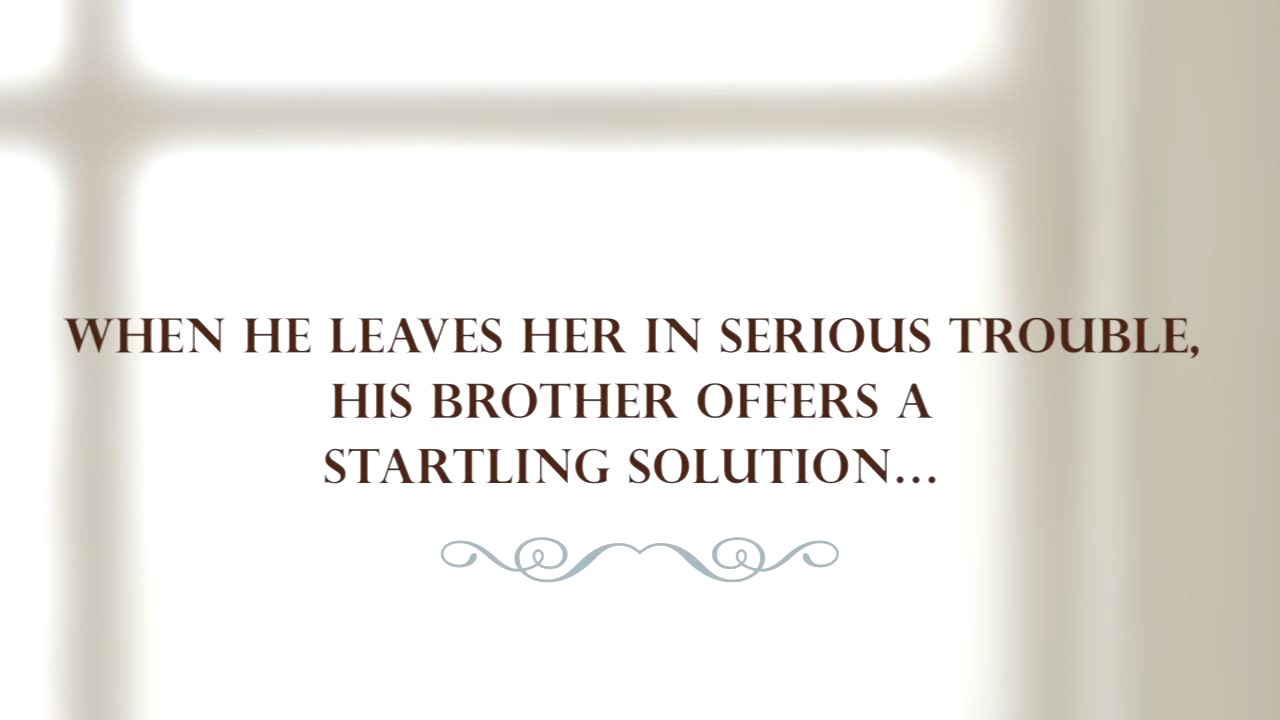 WHEN HE LEAVES HER IN SERIOUS TROUBLE,
HIS BROTHER OFFERS A
STARTLING SOLUTION...